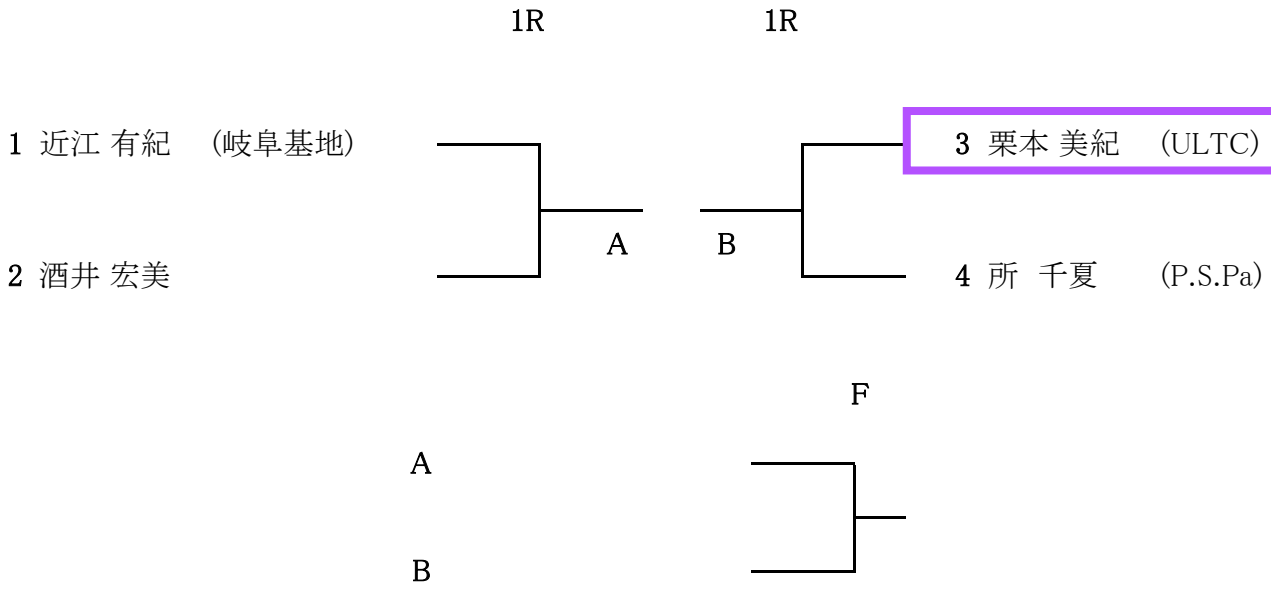 1R 1R
1 近江 有紀 (岐阜基地) 3 栗本 美紀 (ULTC)
A B
2 酒井 宏美 4 所 千夏 (P.S.Pa)
F
A
B